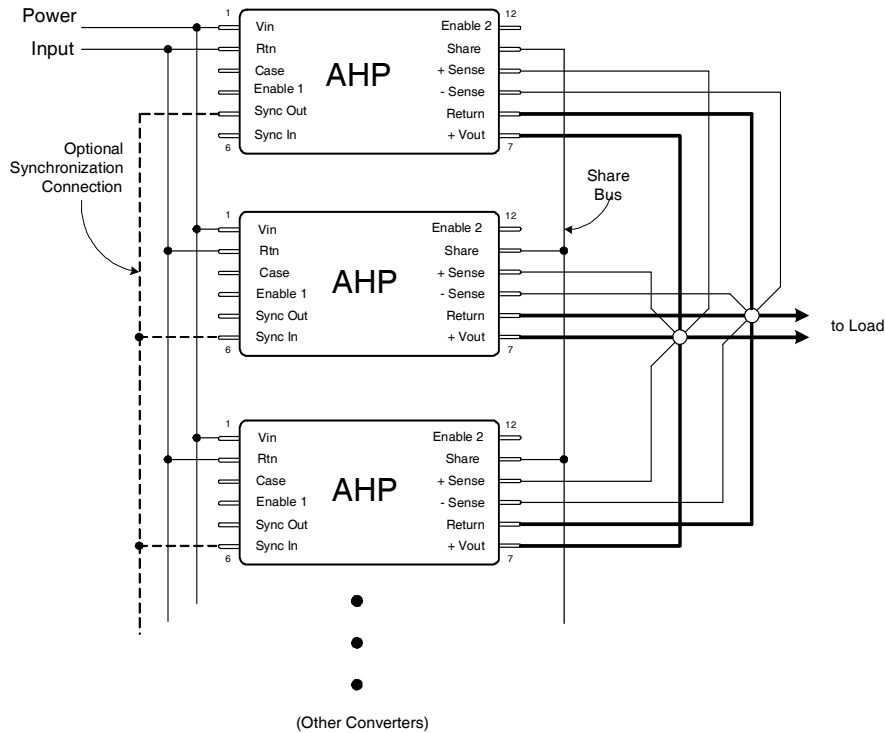 Power
Input
1
12
Vin
Enable 2
Rtn
Share
Case
AHP
+ Sense
Enable 1
- Sense
Sync Out
Return
Sync In
+ Vout
6
7
Optional
Synchronization
Connection
Share
Bus
1
12
Vin
Enable 2
Rtn
Share
Case
AHP
+ Sense
Enable 1
- Sense
Sync Out
Return
Sync In
+ Vout
6
7
to Load
1
12
Vin
Enable 2
Rtn
Share
Case
AHP
+ Sense
Enable 1
- Sense
Sync Out
Return
Sync In
+ Vout
6
7
(Other Converters)